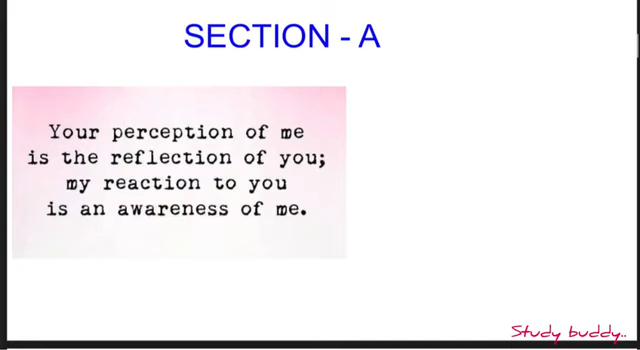 SECTION - A
Your perception of me
is the reflection of you;
my reaction to you
is an awareness of me.
Study buddy..